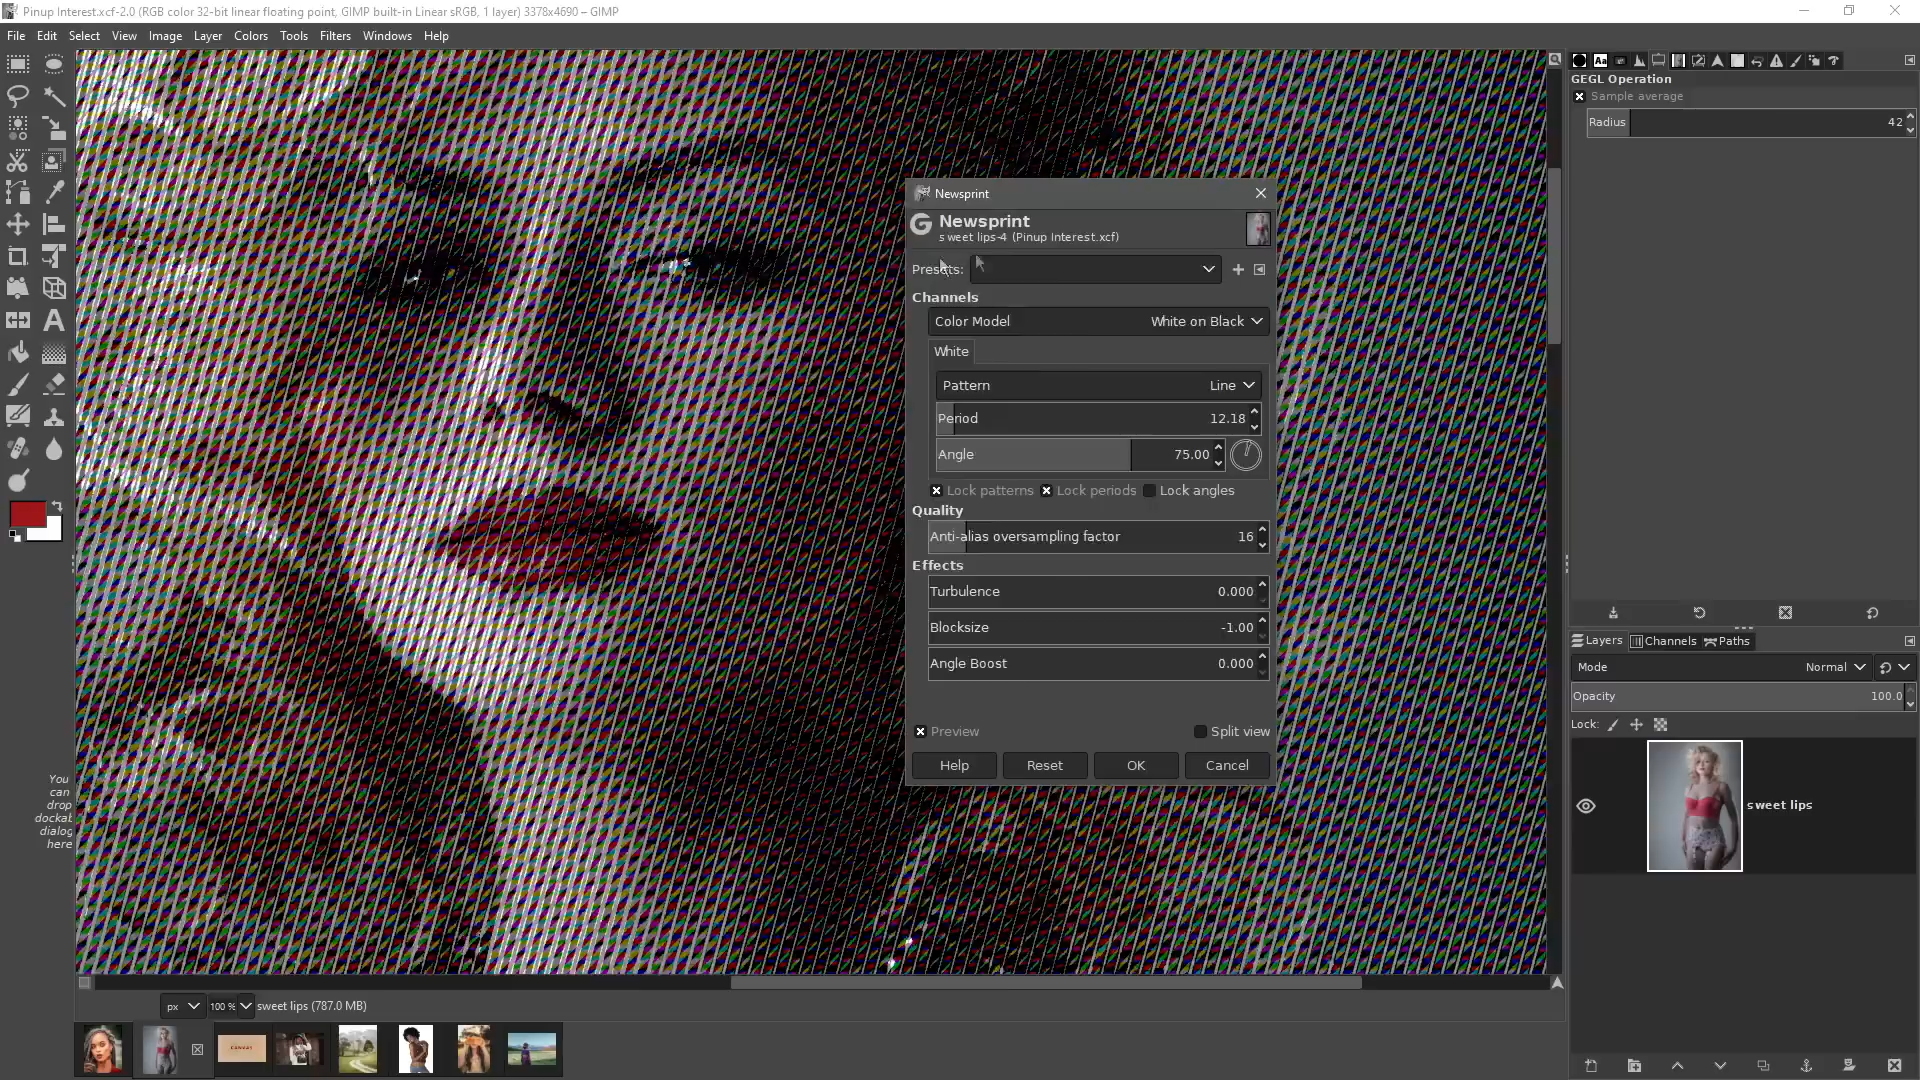 Pinup Interest.xcf-2.0 (RGB color 32-bit linear floating point, GIMP built-in Linear sRGB, 1 layer) 3378x4690 – GIMP
File Edit Select View Image Layer Colors Tools Filters Windows Help
You
can
drop
dockabl
dialog
here
Newsprint
Newsprint
sweet lips-4 (Pinup Interest.xcf)
Presets:
Channels
Color Model White on Black
White
Pattern Line
Period 12.18
Angle 75.00
Lock patterns Lock periods Lock angles
Quality
Anti-alias oversampling factor 16
Effects
Turbulence 0.000
Blocksize -1.00
Angle Boost 0.000
Preview Split view
Help Reset OK Cancel
Aa
GEGL Operation
Sample average
Radius 42
Layers Channels Paths
Mode Normal
Opacity 100.0
Lock:
sweet lips
px 100 % sweet lips (787.0 MB)